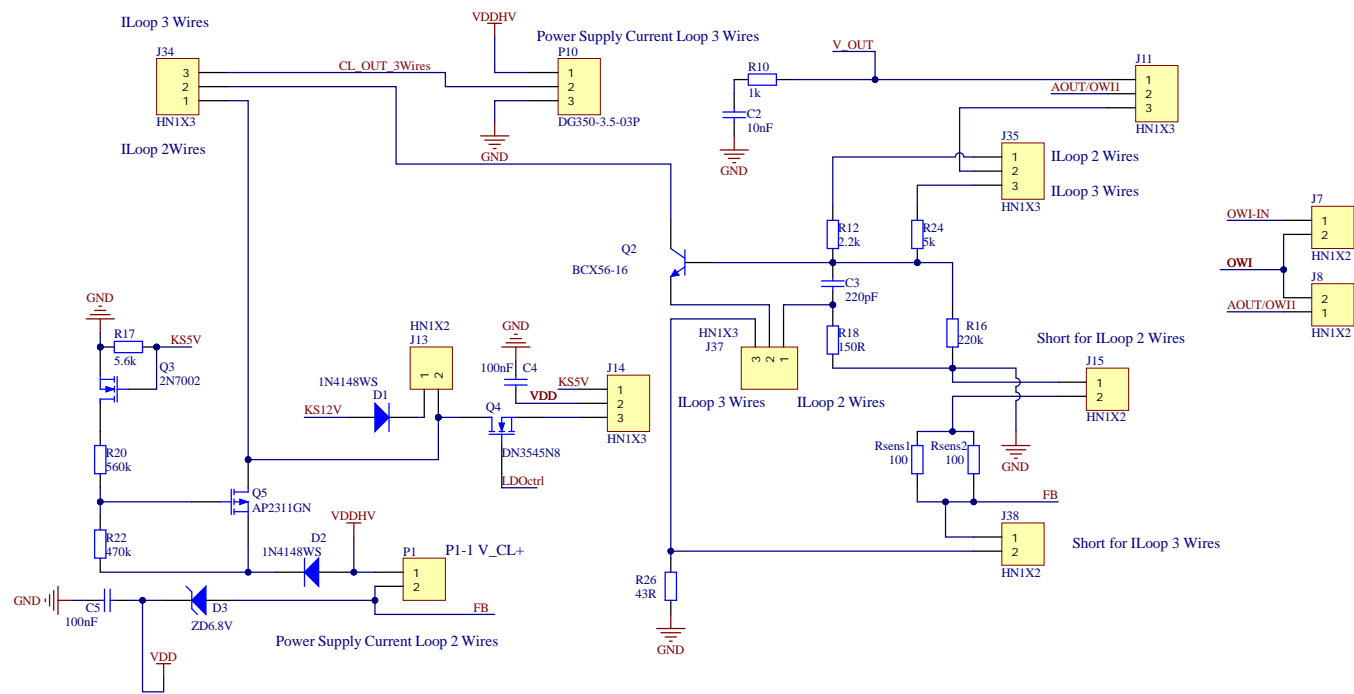 ILoop 3 Wires
J34
3
2
1
HN1X3
ILoop 2Wires
CL_OUT_3Wires
VDDHV
Power Supply Current Loop 3 Wires
P10
1
2
3
DG350-3.5-03P
GND
V_OUT
R10
1k
C2
10nF
GND
J11
1
AOUT/OWI1
2
3
HN1X3
J35
1
ILoop 2 Wires
2
3
ILoop 3 Wires
HN1X3
J7
OWI-IN
1
2
HN1X2
OWI
J8
2
AOUT/OWI1
1
HN1X2
R12
2.2k
R24
5k
Q2
BCX56-16
C3
220pF
HN1X3
J37
3
2
1
R18
150R
R16
220k
ILoop 3 Wires
ILoop 2 Wires
Short for ILoop 2 Wires
J15
1
2
HN1X2
GND
Rsens1
100
Rsens2
100
FB
J38
1
2
HN1X2
Short for ILoop 3 Wires
R26
43R
GND
GND
R17
5.6k
KS5V
Q3
2N7002
R20
560k
Q5
AP2311GN
R22
470k
HN1X2
J13
1
2
1N4148WS
D1
KS12V
GND
100nF
C4
Q4
DN3545N8
LDOctrl
J14
KS5V
1
VDD
2
3
HN1X3
VDDHV
D2
1N4148WS
P1
1
2
P1-1 V_CL+
FB
GND
C5
100nF
D3
ZD6.8V
VDD
Power Supply Current Loop 2 Wires